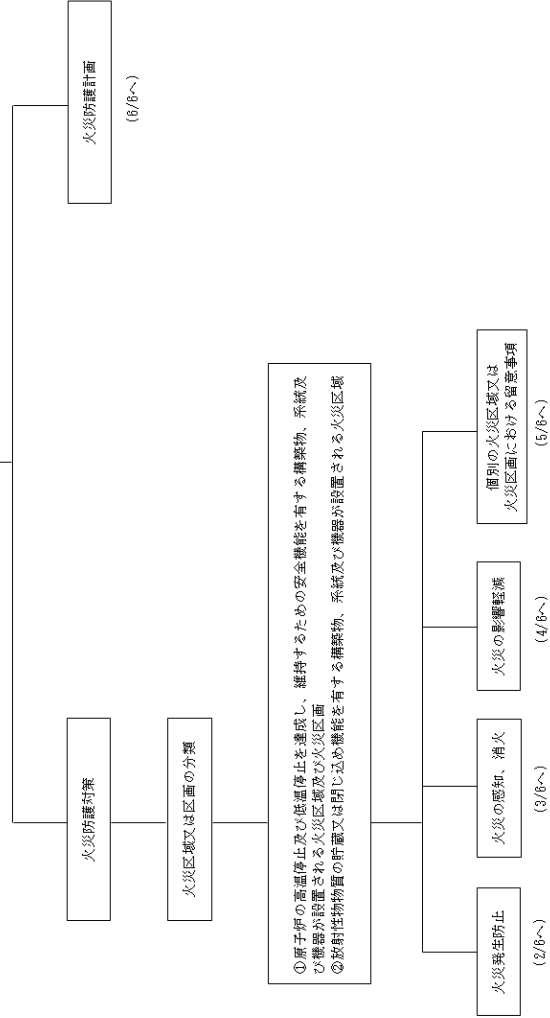 火災防護対策
火災防護計画
(6/6へ)
火災区域又は区画の分類
①原子炉の高温停止及び低温停止を達成し、維持するための安全機能を有する構築物、系統及
び機器が設置される火災区域及び火災区画
②放射性物物質の貯蔵又は閉じ込め機能を有する構築物、系統及び機器が設置される火災区域
火災発生防止
(2/6へ)
火災の感知、消火
(3/6へ)
火災の影響軽減
(4/6へ)
個別の火災区域又は
火災区画における留意事項
(5/6へ)